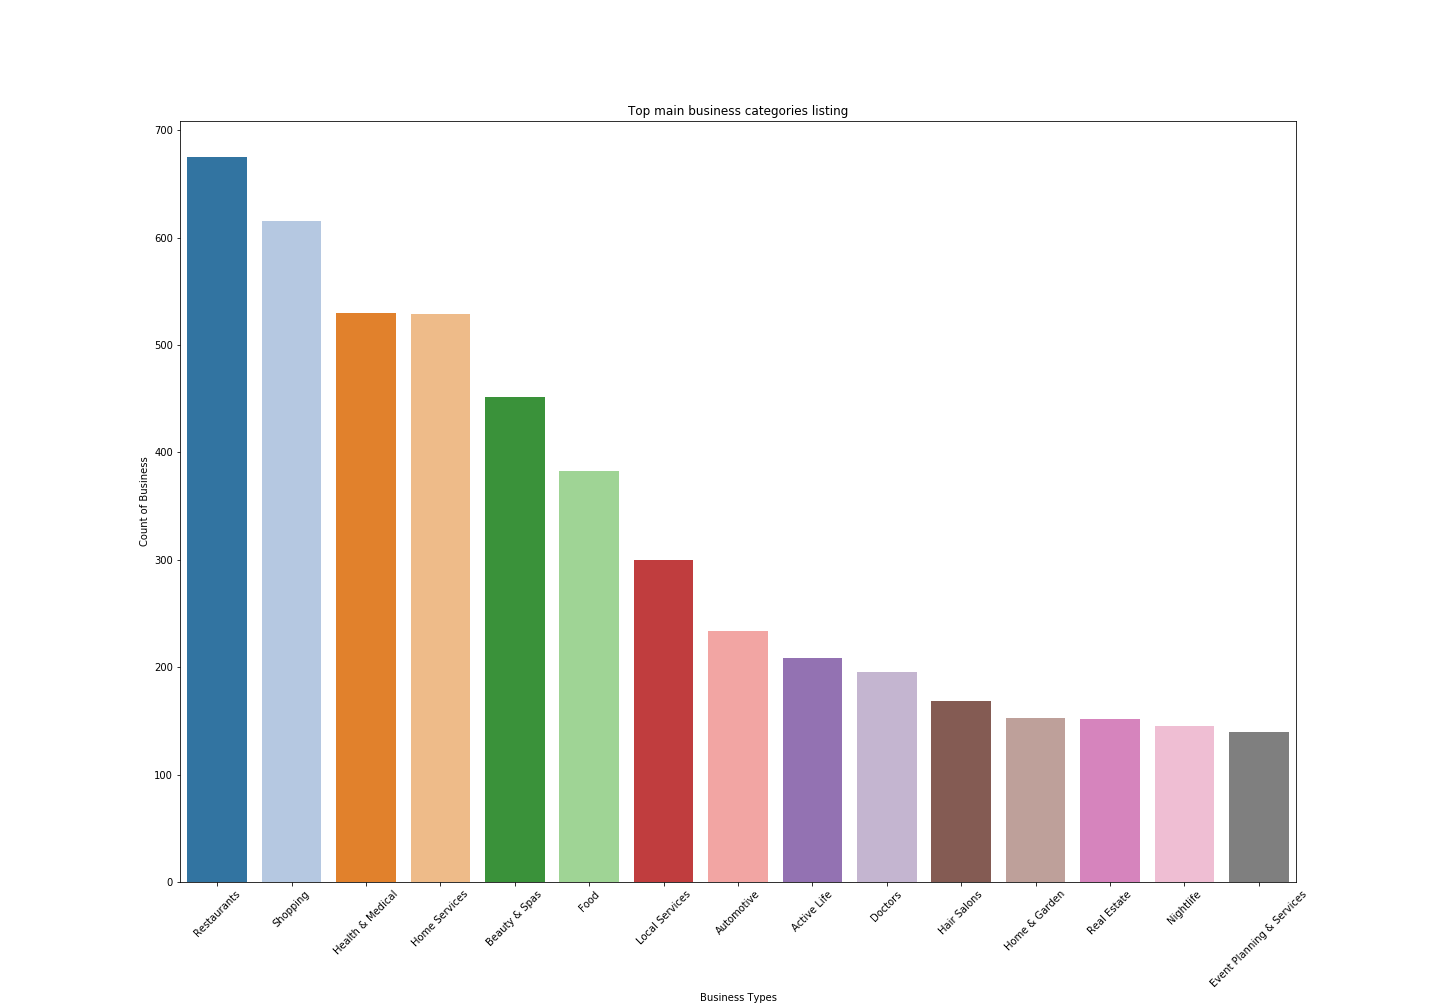 Top main business categories listing
700
600
500
400
300
200
100
0
Count of Business
Restaurants
Shopping
Health & Medical
Home Services
Beauty & Spas
Food
Local Services
Automotive
Active Life
Doctors
Hair Salons
Home & Garden
Real Estate
Nightlife
Event Planning & Services
Business Types